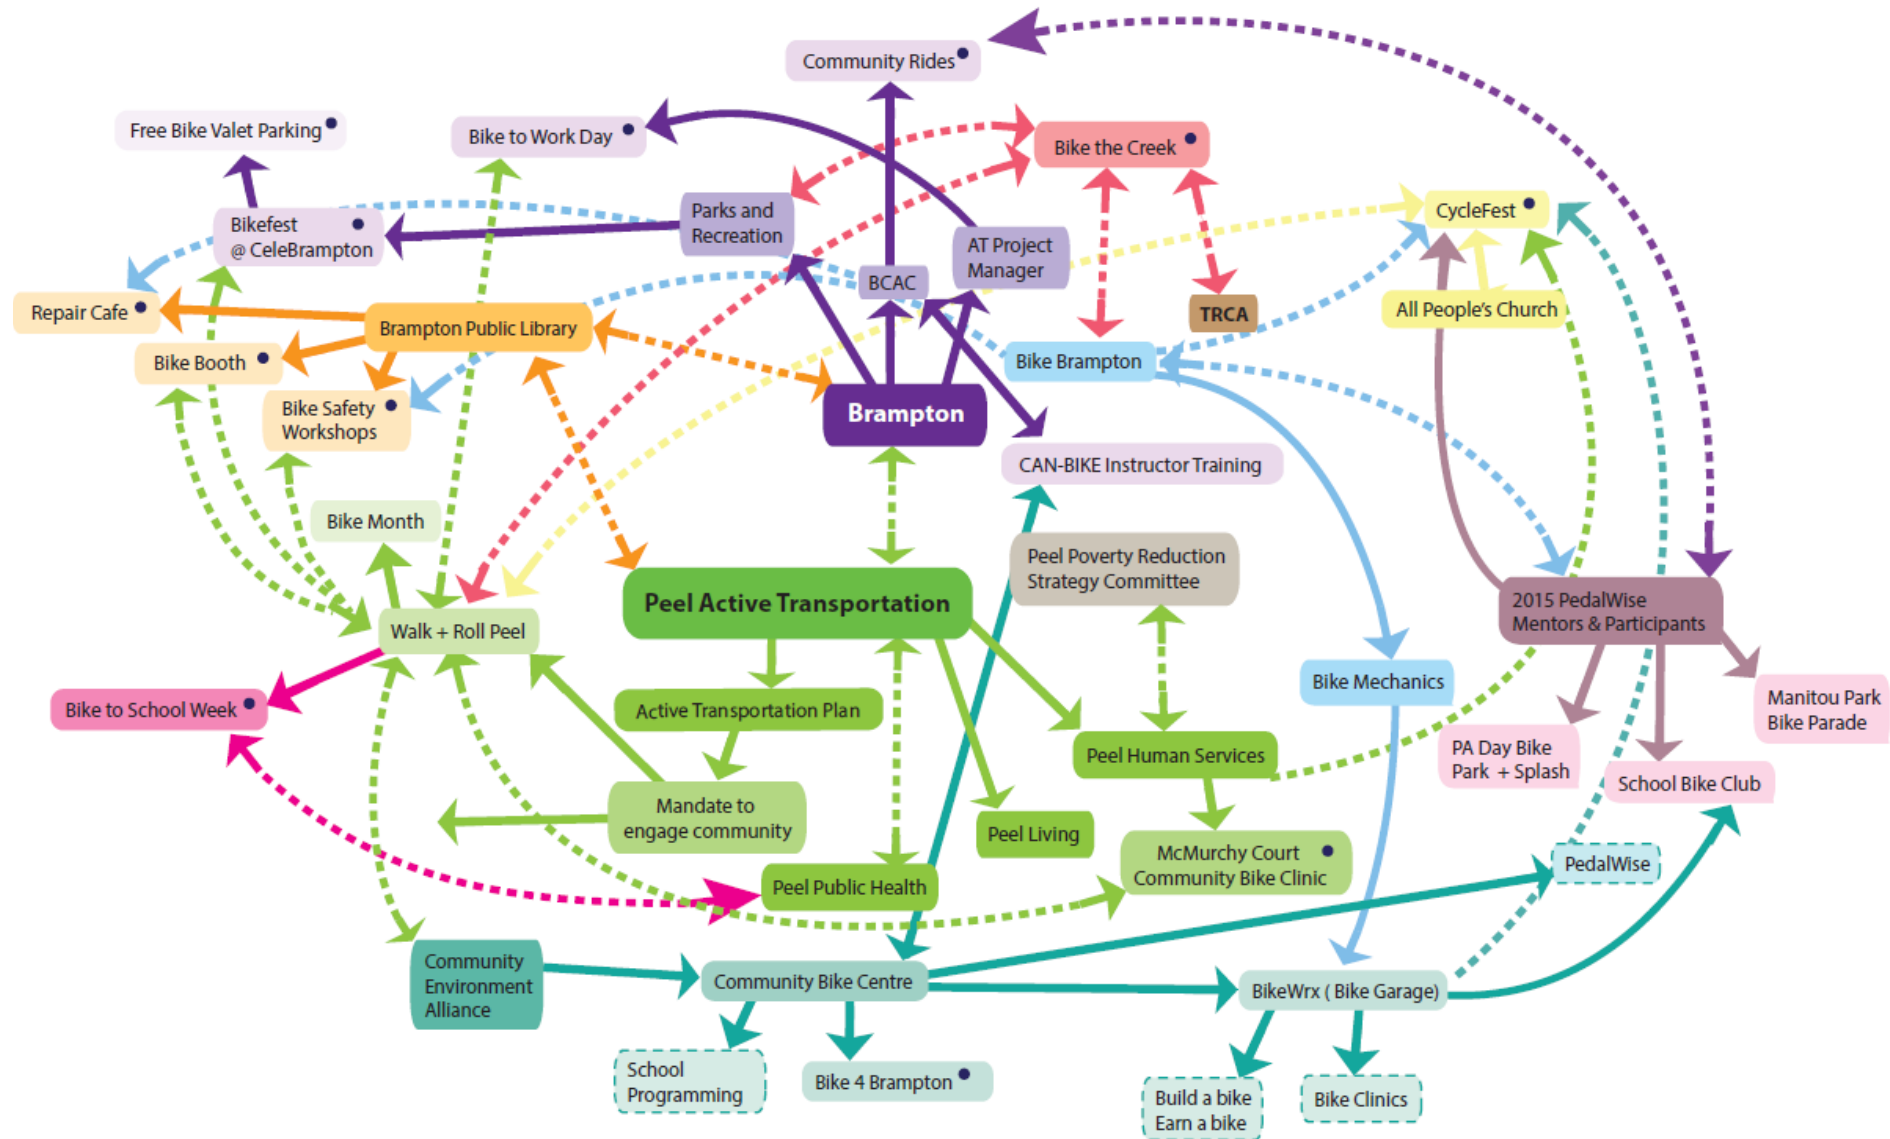 Community Rides
Free Bike Valet Parking
Bike to Work Day
Bike the Creek
Bikefest
@ CeleBrampton
Parks and
Recreation
AT Project
Manager
CycleFest
BCAC
Repair Cafe
Brampton Public Library
TRCA
All People's Church
Bike Booth
Bike Brampton
Bike Safety
Workshops
Brampton
CAN-BIKE Instructor Training
Bike Month
Peel Poverty Reduction
Strategy Committee
Walk + Roll Peel
Peel Active Transportation
2015 PedalWise
Mentors & Participants
Bike to School Week
Active Transportation Plan
Bike Mechanics
Manitou Park
Bike Parade
Peel Human Services
PA Day Bike
Park + Splash
School Bike Club
Mandate to
engage community
Peel Living
McMurchy Court
Community Bike Clinic
PedalWise
Peel Public Health
Community
Environment
Alliance
Community Bike Centre
BikeWrx ( Bike Garage)
School
Programming
Bike 4 Brampton
Build a bike
Earn a bike
Bike Clinics